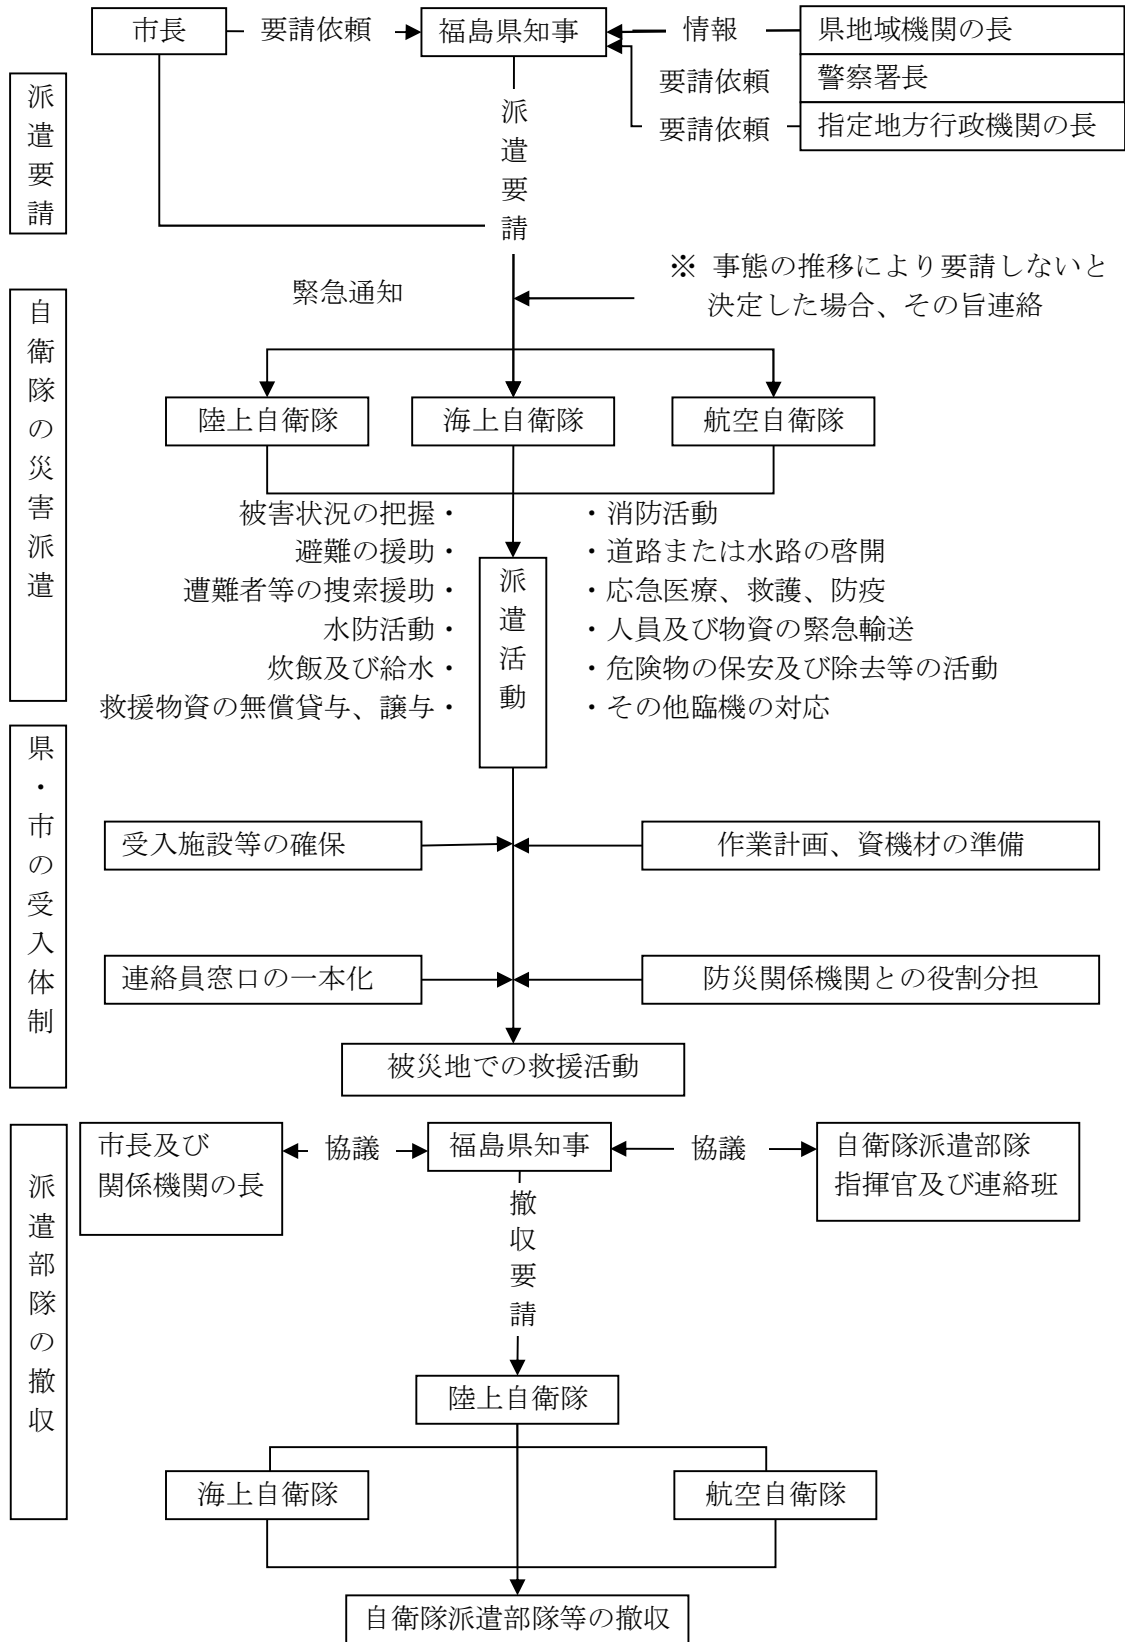 市長
要請依頼
福島県知事
情報
県地域機関の長
要請依頼
警察署長
要請依頼
指定地方行政機関の長
派遣要請
派遣要請
緊急通知
※ 事態の推移により要請しないと
決定した場合、その旨連絡
自衛隊の災害派遣
陸上自衛隊
海上自衛隊
航空自衛隊
被害状況の把握・
避難の援助・
遭難者等の捜索援助・
水防活動・
炊飯及び給水・
救援物資の無償貸与、譲与・
派遣活動
・消防活動
・道路または水路の啓開
・応急医療、救護、防疫
・人員及び物資の緊急輸送
・危険物の保安及び除去等の活動
・その他臨機の対応
県・市の受入体制
受入施設等の確保
作業計画、資機材の準備
連絡員窓口の一本化
防災関係機関との役割分担
被災地での救援活動
派遣部隊の撤収
市長及び
関係機関の長
協議
福島県知事
協議
自衛隊派遣部隊
指揮官及び連絡班
撤収要請
陸上自衛隊
海上自衛隊
航空自衛隊
自衛隊派遣部隊等の撤収